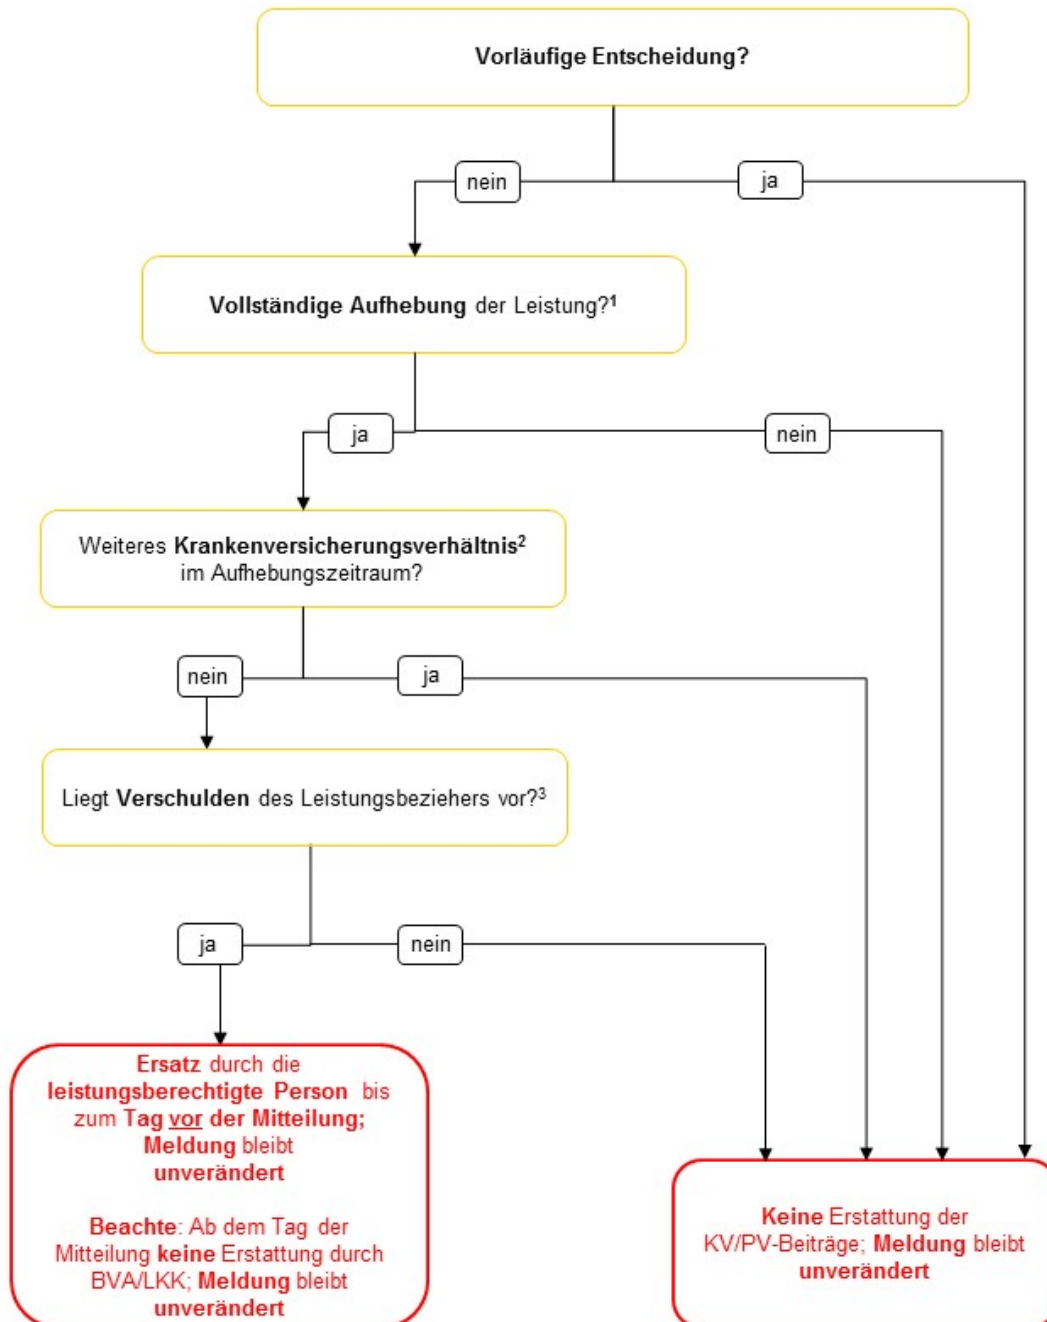 Vorläufige Entscheidung?
nein
ja
Vollständige Aufhebung der Leistung?¹
ja
nein
Weiteres Krankenversicherungsverhältnis²
im Aufhebungszeitraum?
nein
ja
Liegt Verschulden des Leistungsbeziehers vor?³
ja
nein
Ersatz durch die
leistungsberechtigte Person bis
zum Tag vor der Mitteilung;
Meldung bleibt
unverändert
Beachte: Ab dem Tag der
Mitteilung keine Erstattung durch
BVA/LKK; Meldung bleibt
unverändert
Keine Erstattung der
KV/PV-Beiträge; Meldung bleibt
unverändert